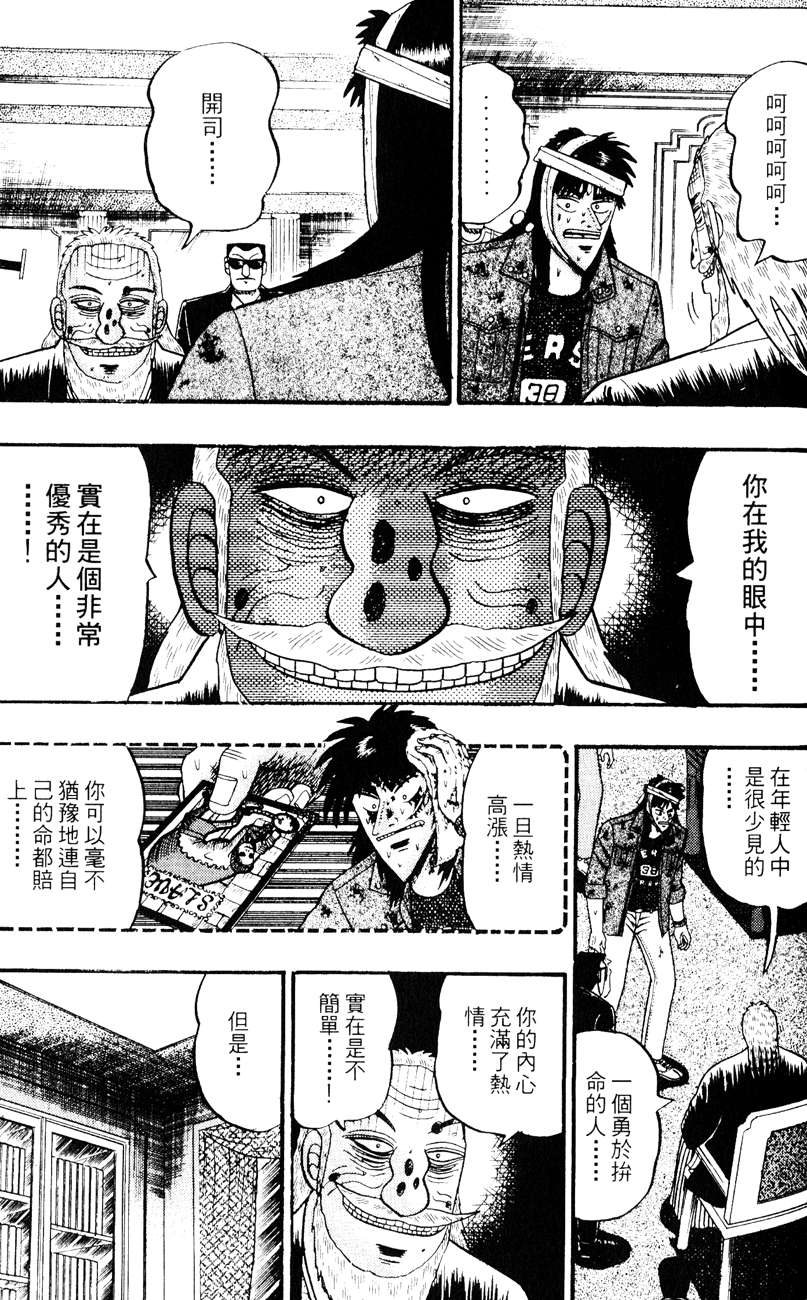 呵呵呵呵呵…
……
ERS
38
開司……
你在我的眼中……
實在是個非常
優秀的人……
……！
在年輕人中
是很少見的
……
38
一個勇於拚
命的人……
一旦熱情
高漲……
SLAVE
你可以毫不
猶豫地連自
己的命都賠
上………
你的內心
充滿了熱
情……
實在是不
簡單……！
但是…